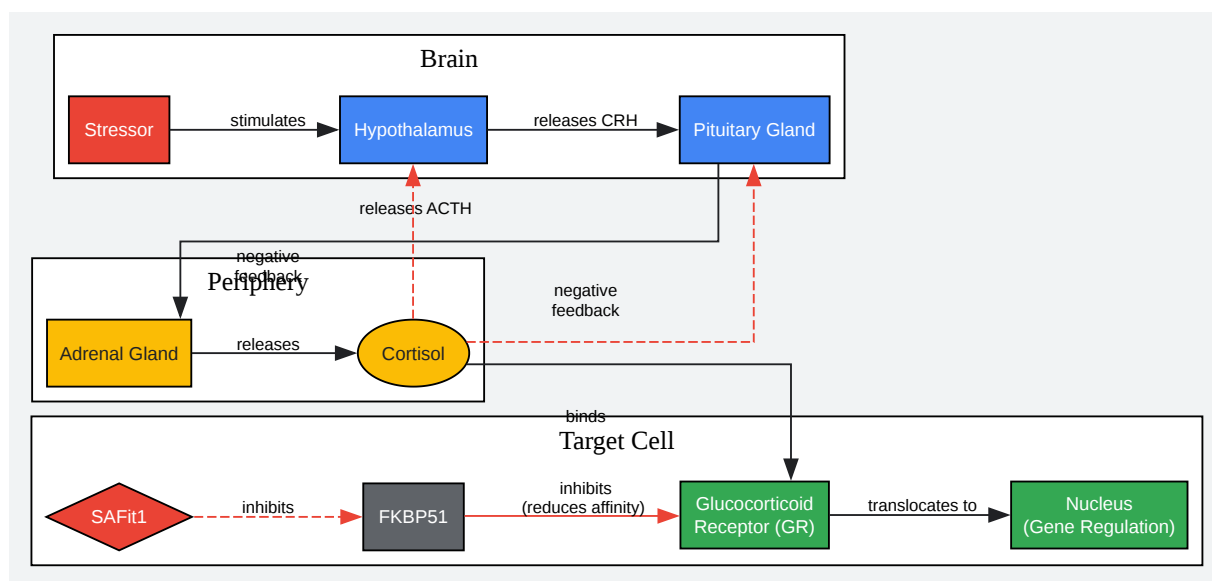 Brain
Stressor
stimulates
Hypothalamus
releases CRH
Pituitary Gland
releases ACTH
negative
feedback
Periphery
negative
feedback
Adrenal Gland
releases
Cortisol
binds
Target Cell
SAFit1
inhibits
FKBP51
inhibits
(reduces affinity)
Glucocorticoid
Receptor (GR)
translocates to
Nucleus
(Gene Regulation)